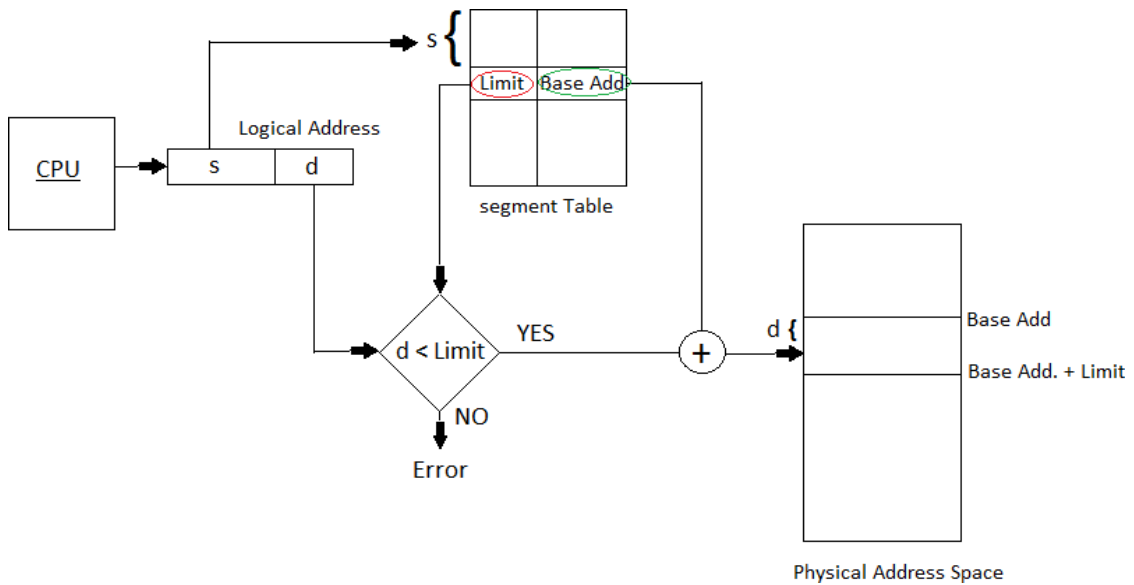 s {
Limit
Base Add
Logical Address
CPU
s
d
segment Table
Base Add
d {
YES
d < Limit
+
Base Add. + Limit
NO
Error
Physical Address Space